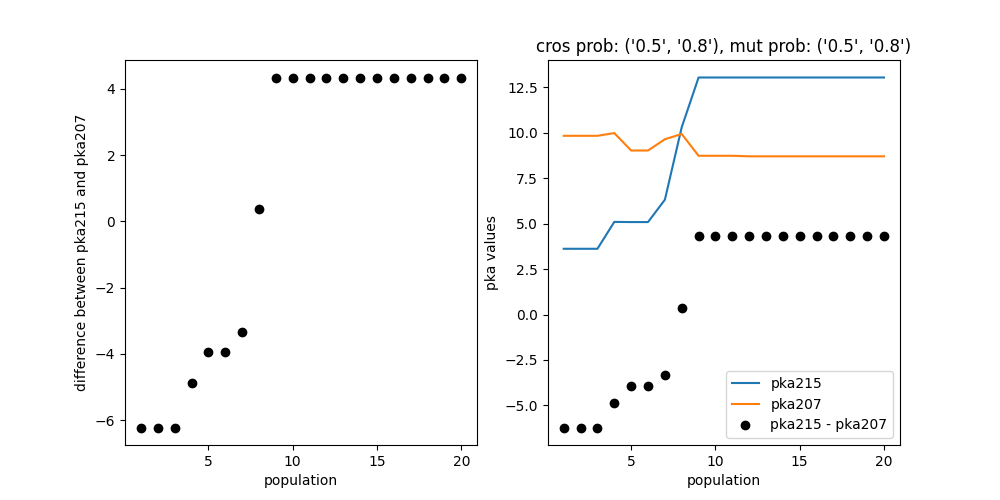 difference between pka215 and pka207
4
2
0
−2
−4
−6
5
10
15
20
population
cros prob: ('0.5', '0.8'), mut prob: ('0.5', '0.8')
pka values
12.5
10.0
7.5
5.0
2.5
0.0
−2.5
−5.0
pka215
pka207
pka215 - pka207
5
10
15
20
population